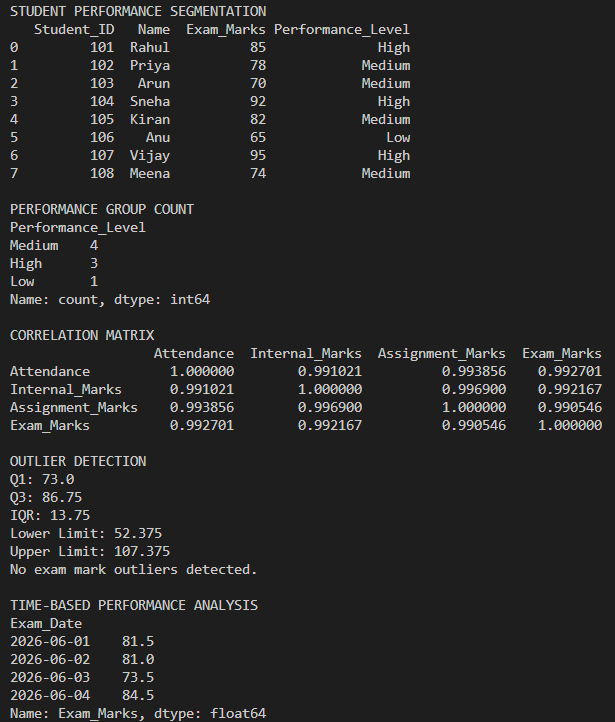 STUDENT PERFORMANCE SEGMENTATION
   Student_ID   Name  Exam_Marks Performance_Level
0         101  Rahul          85              High
1         102  Priya          78            Medium
2         103   Arun          70            Medium
3         104  Sneha          92              High
4         105  Kiran          82            Medium
5         106    Anu          65               Low
6         107  Vijay          95              High
7         108  Meena          74            Medium

PERFORMANCE GROUP COUNT
Performance_Level
Medium    4
High      3
Low       1
Name: count, dtype: int64

CORRELATION MATRIX
                  Attendance  Internal_Marks  Assignment_Marks  Exam_Marks
Attendance          1.000000        0.991021          0.993856    0.992701
Internal_Marks      0.991021        1.000000          0.996900    0.992167
Assignment_Marks    0.993856        0.996900          1.000000    0.990546
Exam_Marks          0.992701        0.992167          0.990546    1.000000

OUTLIER DETECTION
Q1: 73.0
Q3: 86.75
IQR: 13.75
Lower Limit: 52.375
Upper Limit: 107.375
No exam mark outliers detected.

TIME-BASED PERFORMANCE ANALYSIS
Exam_Date
2026-06-01    81.5
2026-06-02    81.0
2026-06-03    73.5
2026-06-04    84.5
Name: Exam_Marks, dtype: float64